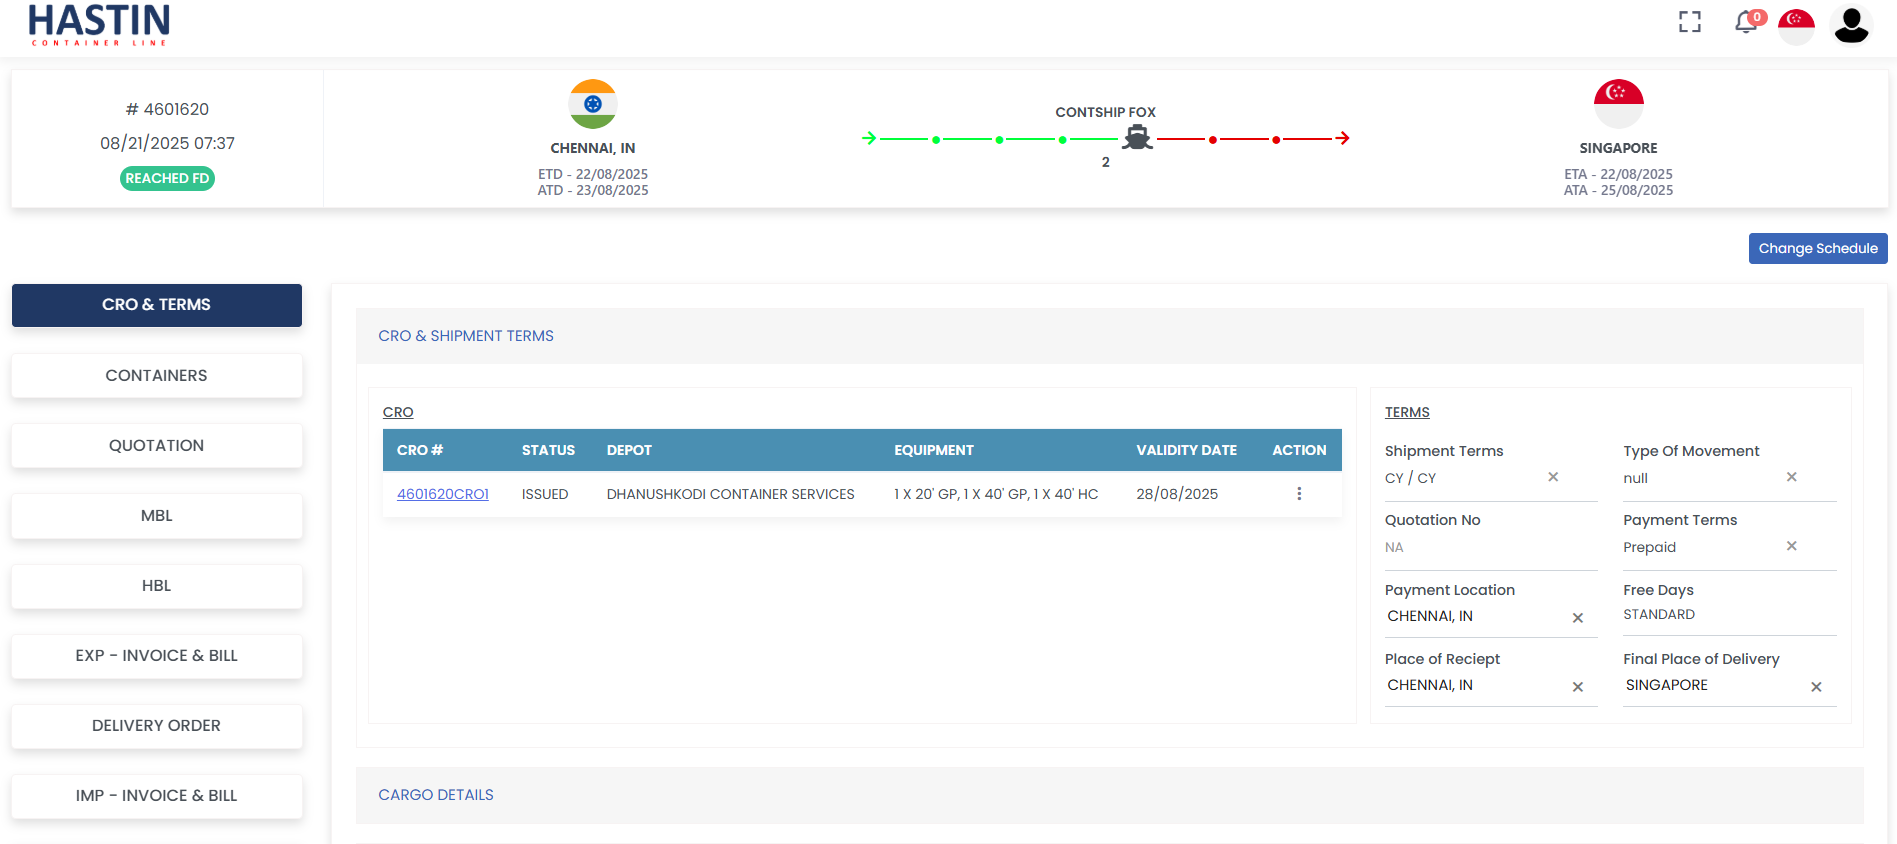 HASTIN
CONTAINER LINE
0
# 4601620
08/21/2025 07:37
REACHED FD
CHENNAI, IN
ETD - 22/08/2025
ATD - 23/08/2025
CONTSHIP FOX
2
SINGAPORE
ETA - 22/08/2025
ATA - 25/08/2025
Change Schedule
CRO & TERMS
CONTAINERS
QUOTATION
MBL
HBL
EXP - INVOICE & BILL
DELIVERY ORDER
IMP - INVOICE & BILL
CRO & SHIPMENT TERMS
CRO
CRO # STATUS DEPOT EQUIPMENT VALIDITY DATE ACTION
4601620CRO1 ISSUED DHANUSHKODI CONTAINER SERVICES 1 X 20' GP, 1 X 40' GP, 1 X 40' HC 28/08/2025
TERMS
Shipment Terms Type Of Movement
CY / CY null
Quotation No Payment Terms
NA Prepaid
Payment Location Free Days
CHENNAI, IN STANDARD
Place of Reciept Final Place of Delivery
CHENNAI, IN SINGAPORE
CARGO DETAILS